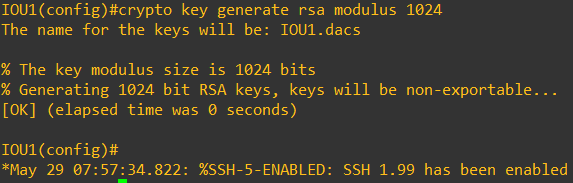 IOU1(config)#crypto key generate rsa modulus 1024
The name for the keys will be: IOU1.dacs
% The key modulus size is 1024 bits
% Generating 1024 bit RSA keys, keys will be non-exportable...
[OK] (elapsed time was 0 seconds)
IOU1(config)#
*May 29 07:57:34.822: %SSH-5-ENABLED: SSH 1.99 has been enabled